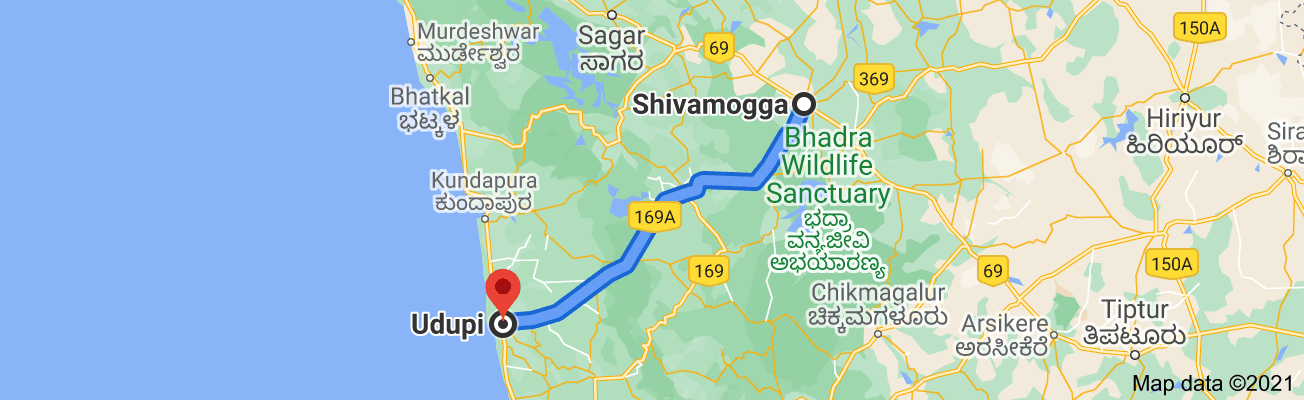 Murdeshwar
ಮುರ್ಡೇಶ್ವರ
Sagar
ಸಾಗರ
69
150A
369
Bhatkal
ಭಟ್ಕಳ
Shivamogga
Hiriyur
ಹಿರಿಯೂರ್
Sira
Bhadra
Wildlife
Sanctuary
ಭದ್ರಾ
ವನ್ಯಜೀವಿ
ಅಭಯಾರಣ್ಯ
Kundapura
ಕುಂದಾಪುರ
169A
169
69
150A
Chikmagalur
ಚಿಕ್ಕಮಗಳೂರು
Udupi
Arsikere
ಅರಸೀಕೆರೆ
Tiptur
ತಿಪಟೂರು
Map data ©2021